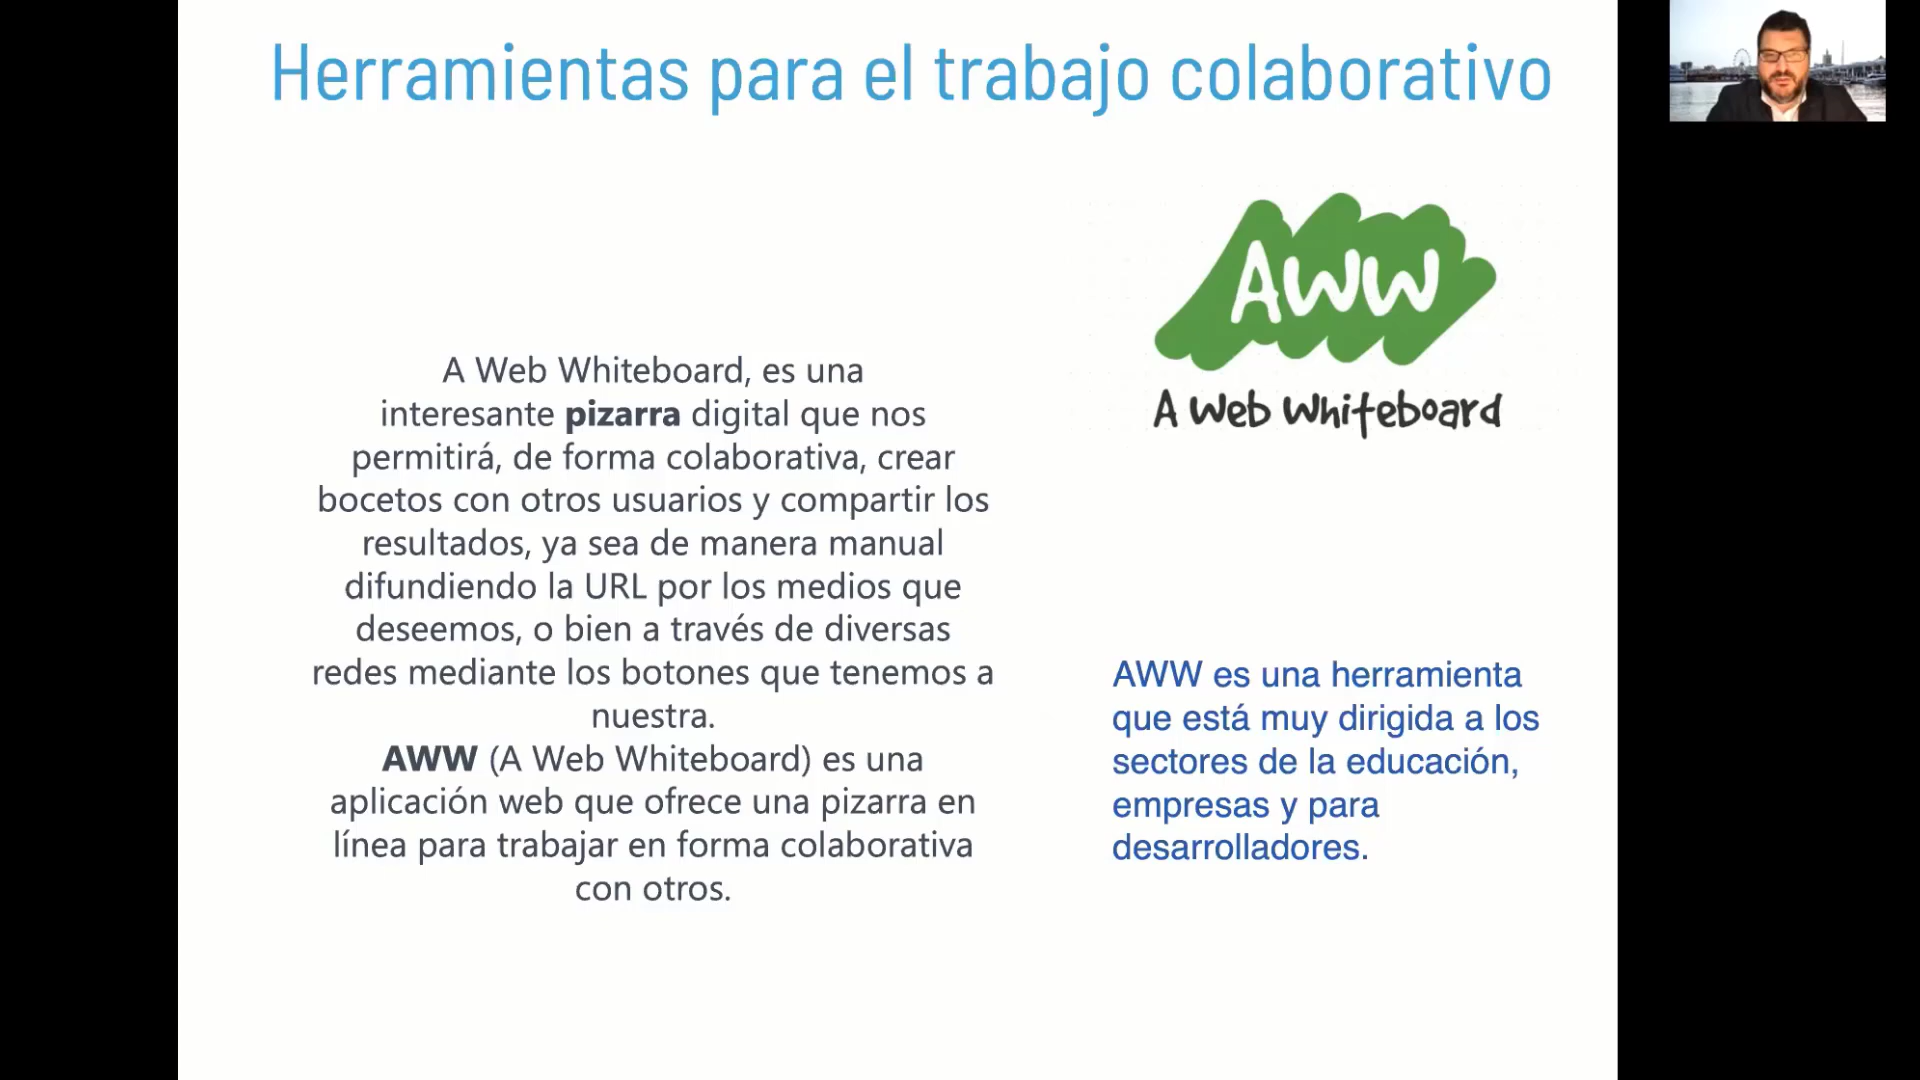 Herramientas para el trabajo colaborativo
A Web Whiteboard, es una
interesante pizarra digital que nos
permitirá, de forma colaborativa, crear
bocetos con otros usuarios y compartir los
resultados, ya sea de manera manual
difundiendo la URL por los medios que
deseemos, o bien a través de diversas
redes mediante los botones que tenemos a
nuestra.
AWW (A Web Whiteboard) es una
aplicación web que ofrece una pizarra en
línea para trabajar en forma colaborativa
con otros.
AWW
A Web Whiteboard
AWW es una herramienta
que está muy dirigida a los
sectores de la educación,
empresas y para
desarrolladores.